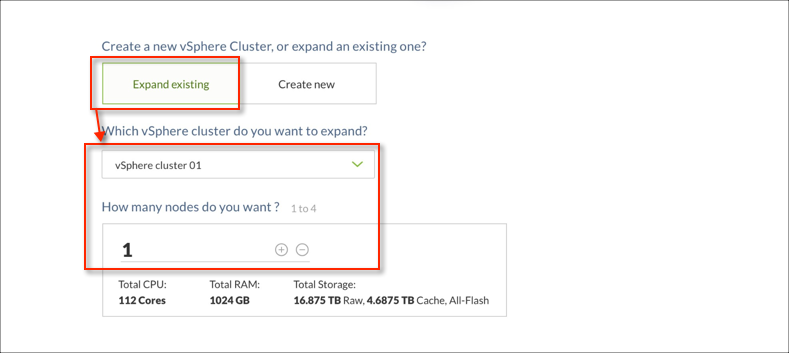 Create a new vSphere Cluster, or expand an existing one?
Expand existing Create new
Which vSphere cluster do you want to expand?
vSphere cluster 01
How many nodes do you want ? 1 to 4
1
Total CPU: Total RAM: Total Storage:
112 Cores 1024 GB 16.875 TB Raw, 4.6875 TB Cache, All-Flash